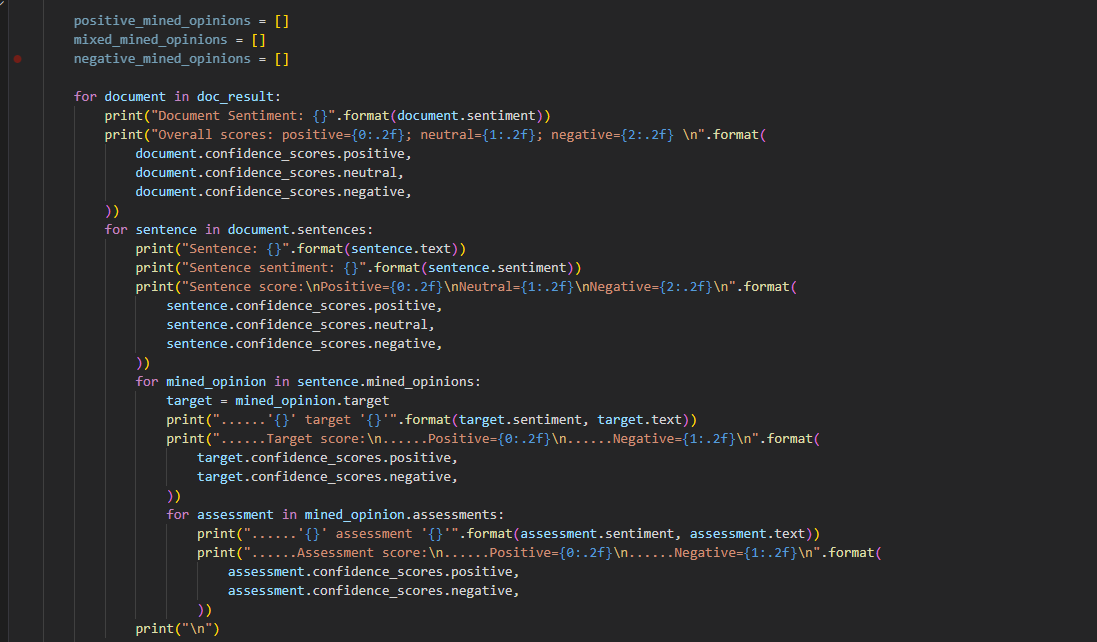 positive_mined_opinions = []
mixed_mined_opinions = []
negative_mined_opinions = []
for document in doc_result:
print("Document Sentiment: {}".format(document.sentiment))
print("Overall scores: positive={0:.2f}; neutral={1:.2f}; negative={2:.2f} \n".format(
document.confidence_scores.positive,
document.confidence_scores.neutral,
document.confidence_scores.negative,
))
for sentence in document.sentences:
print("Sentence: {}".format(sentence.text))
print("Sentence sentiment: {}".format(sentence.sentiment))
print("Sentence score:\nPositive={0:.2f}\nNeutral={1:.2f}\nNegative={2:.2f}\n".format(
sentence.confidence_scores.positive,
sentence.confidence_scores.neutral,
sentence.confidence_scores.negative,
))
for mined_opinion in sentence.mined_opinions:
target = mined_opinion.target
print("......'{}' target '{}'".format(target.sentiment, target.text))
print("......Target score:\n......Positive={0:.2f}\n......Negative={1:.2f}\n".format(
target.confidence_scores.positive,
target.confidence_scores.negative,
))
for assessment in mined_opinion.assessments:
print("......'{}' assessment '{}'".format(assessment.sentiment, assessment.text))
print("......Assessment score:\n......Positive={0:.2f}\n......Negative={1:.2f}\n".format(
assessment.confidence_scores.positive,
assessment.confidence_scores.negative,
))
print("\n")